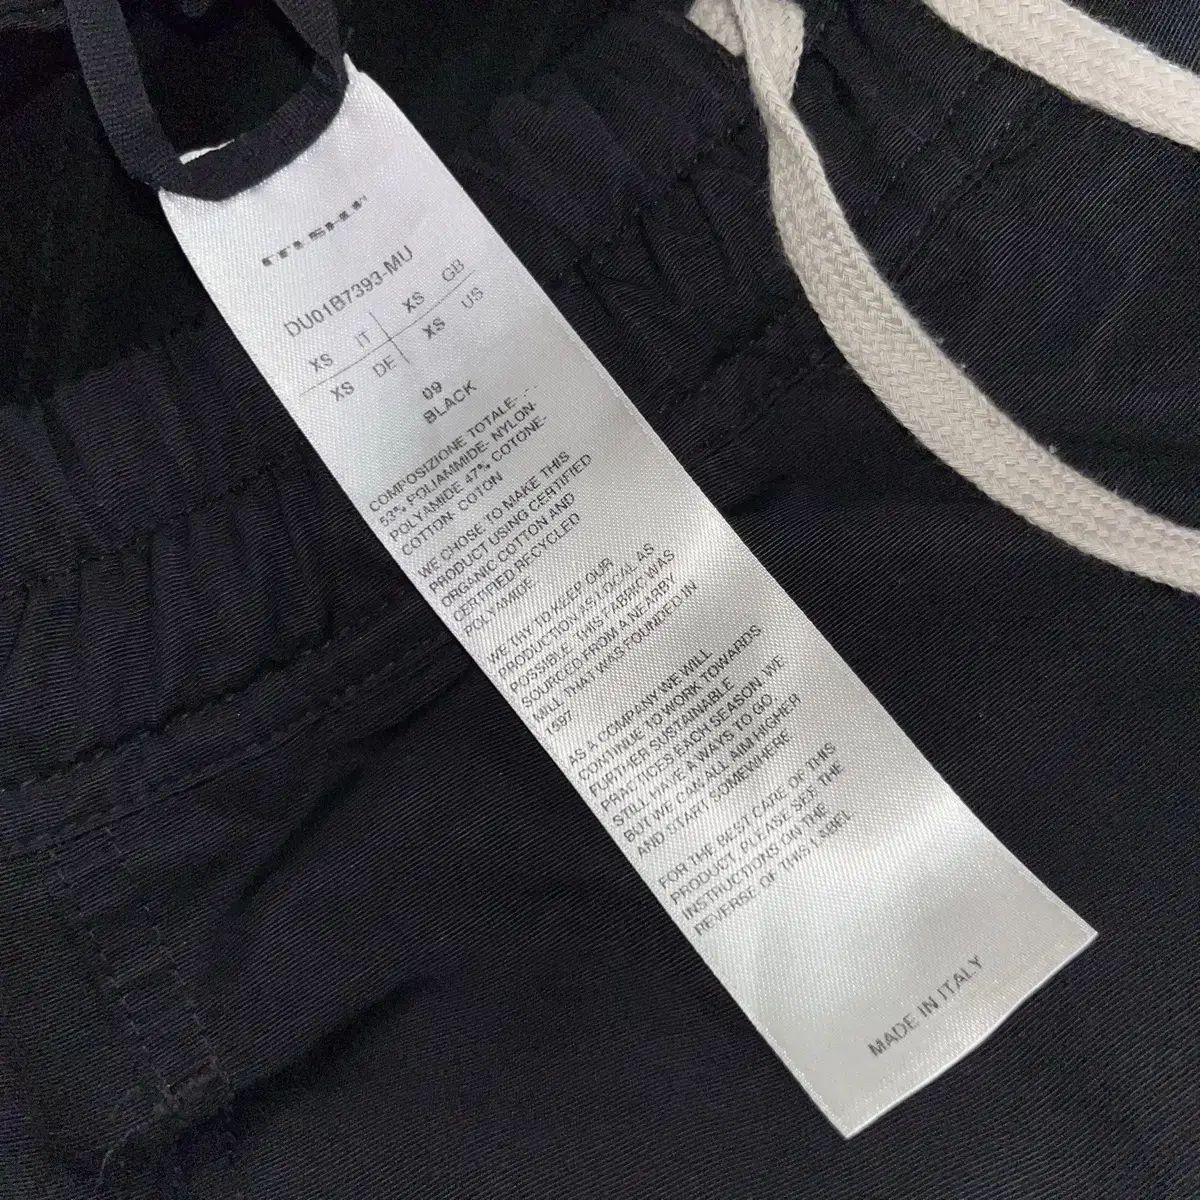 DU01B7393-MU
XS IT XS GB
XS DE XS US
09
BLACK
COMPOSIZIONE TOTALE-
53% POLIAMMIDE- NYLON-
POLYAMIDE 47% COTONE-
COTTON- COTON
WE CHOSE TO MAKE THIS
PRODUCT USING CERTIFIED
ORGANIC COTTON AND
CERTIFIED RECYCLED
POLYAMIDE.
WE TRY TO KEEP OUR
PRODUCTION AS LOCAL AS
POSSIBLE. THIS FABRIC WAS
SOURCED FROM A NEARBY
MILL THAT WAS FOUNDED IN
1597.
AS A COMPANY WE WILL
CONTINUE TO WORK TOWARDS
FURTHER SUSTAINABLE
PRACTICES EACH SEASON. WE
STILL HAVE A WAYS TO GO,
BUT WE CAN ALL AIM HIGHER
AND START SOMEWHERE
FOR THE BEST CARE OF THIS
PRODUCT, PLEASE SEE THE
INSTRUCTIONS ON THE
REVERSE OF THIS LABEL
MADE IN ITALY